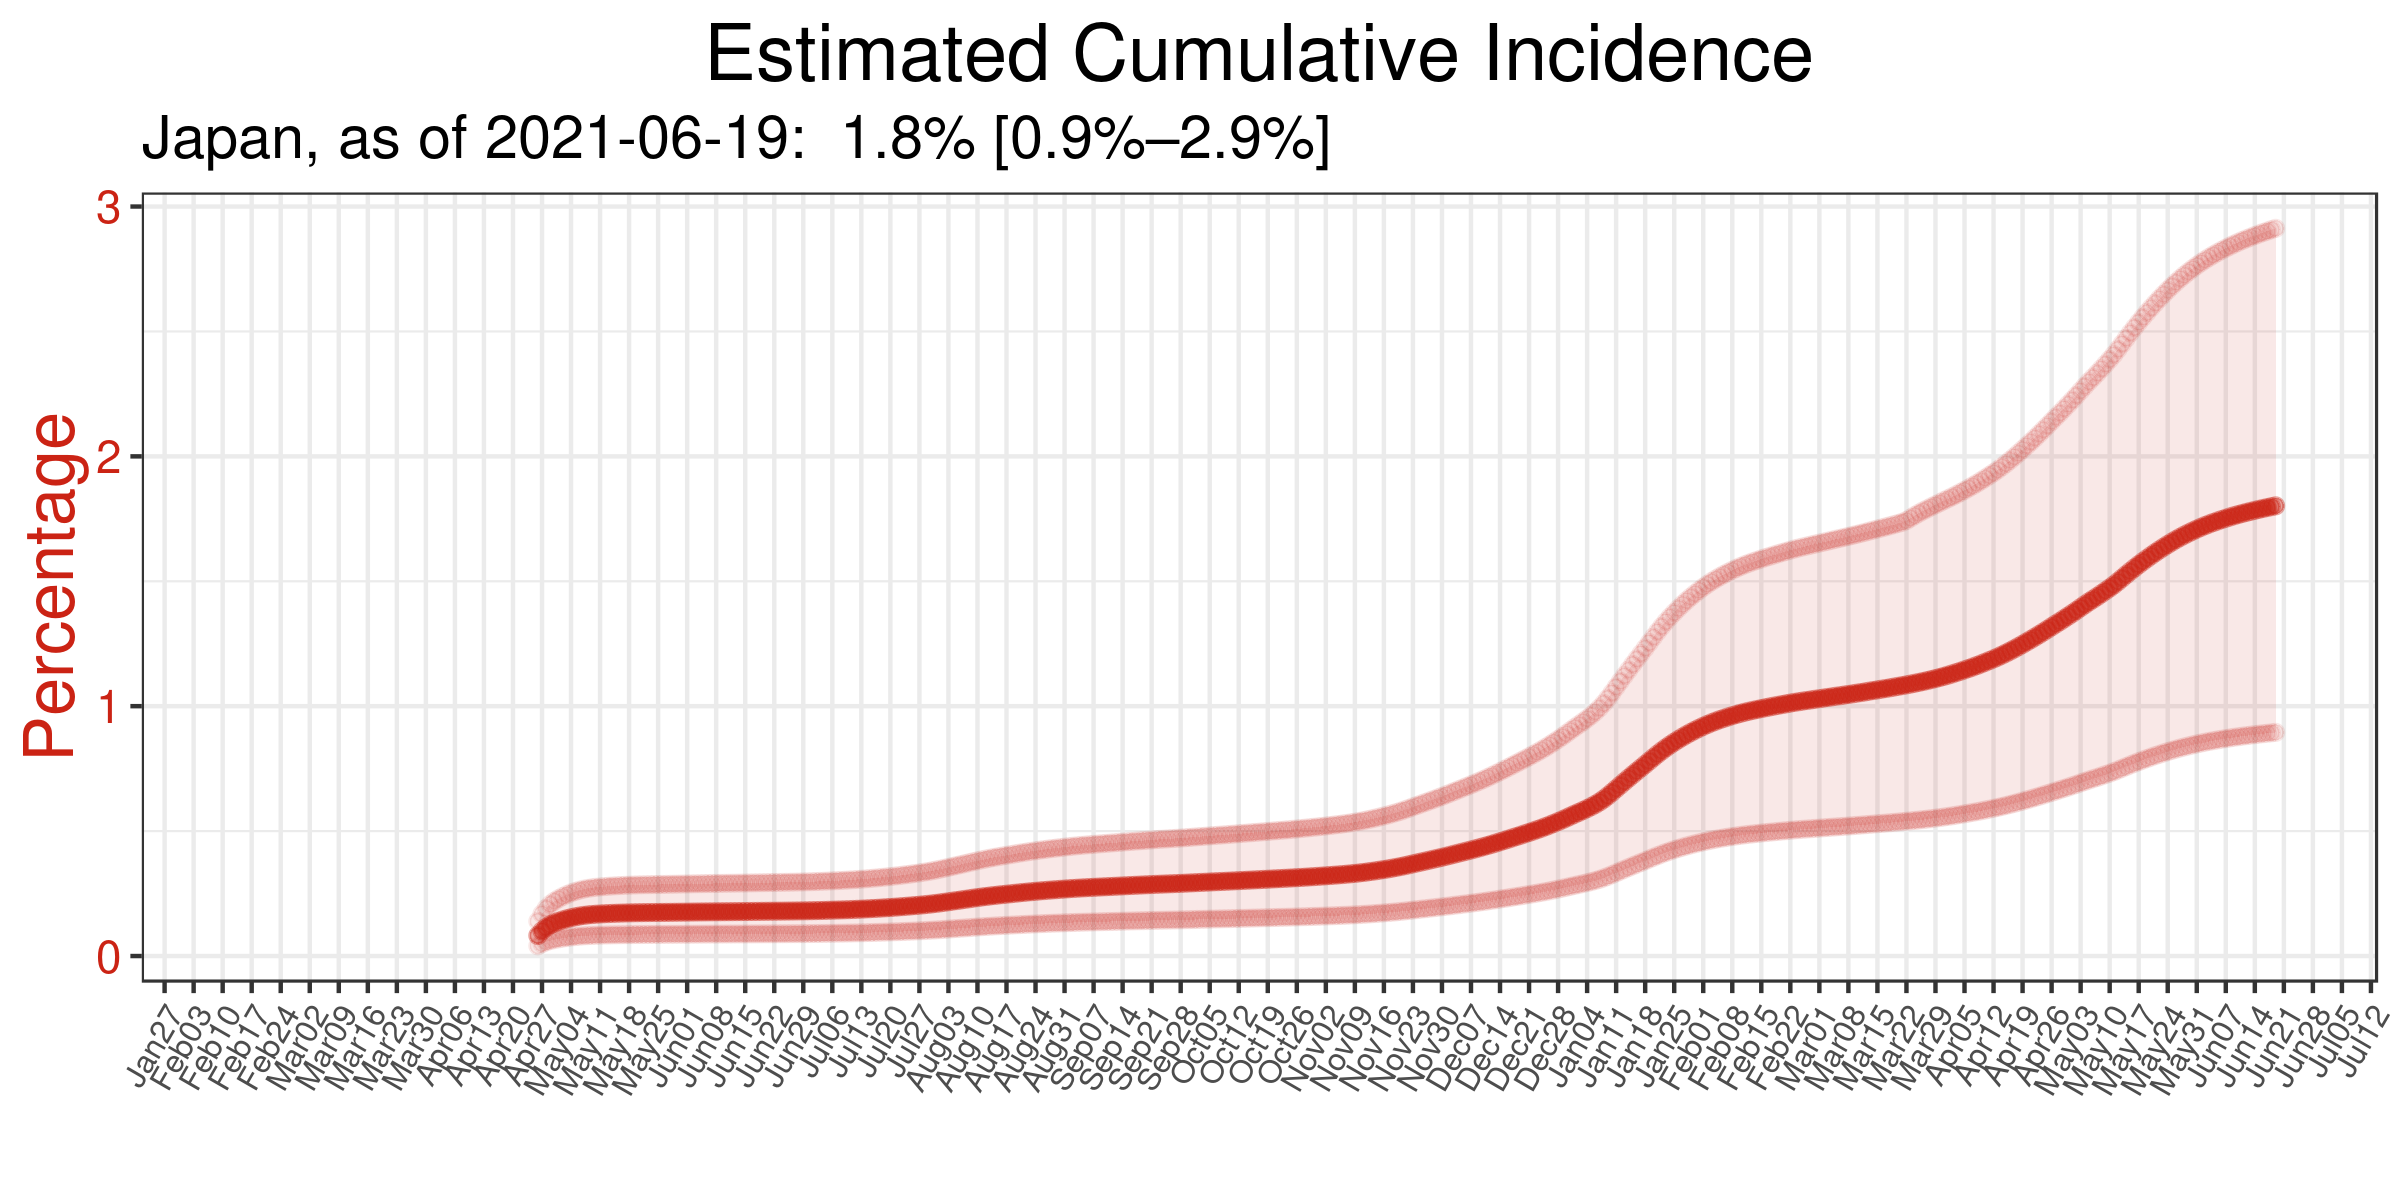 Estimated Cumulative Incidence
Japan, as of 2021-06-19:  1.8% [0.9%–2.9%]
Percentage
3
2
1
0
Jan27
Feb03
Feb10
Feb17
Feb24
Mar02
Mar09
Mar16
Mar23
Mar30
Apr06
Apr13
Apr20
Apr27
May04
May11
May18
May25
Jun01
Jun08
Jun15
Jun22
Jun29
Jul06
Jul13
Jul20
Jul27
Aug03
Aug10
Aug17
Aug24
Aug31
Sep07
Sep14
Sep21
Sep28
Oct05
Oct12
Oct19
Oct26
Nov02
Nov09
Nov16
Nov23
Nov30
Dec07
Dec14
Dec21
Dec28
Jan04
Jan11
Jan18
Jan25
Feb01
Feb08
Feb15
Feb22
Mar01
Mar08
Mar15
Mar22
Mar29
Apr05
Apr12
Apr19
Apr26
May03
May10
May17
May24
May31
Jun07
Jun14
Jun21
Jun28
Jul05
Jul12